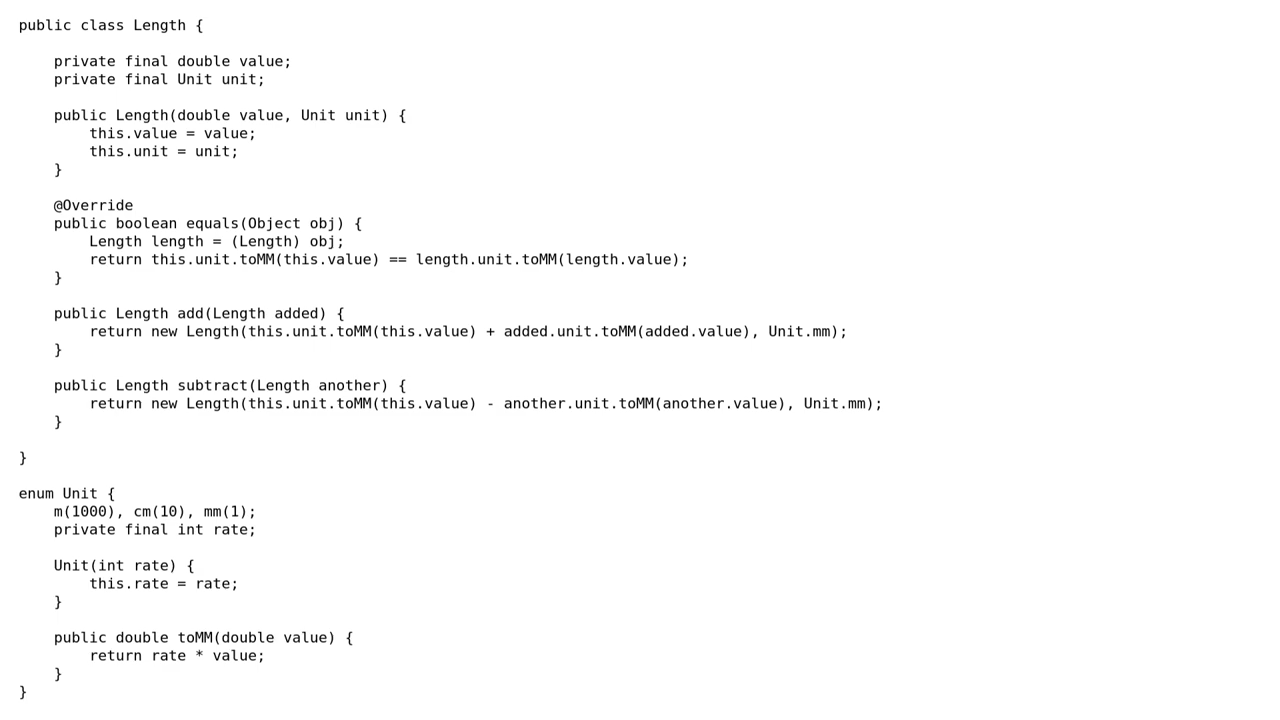 public class Length {

    private final double value;
    private final Unit unit;

    public Length(double value, Unit unit) {
        this.value = value;
        this.unit = unit;
    }

    @Override
    public boolean equals(Object obj) {
        Length length = (Length) obj;
        return this.unit.toMM(this.value) == length.unit.toMM(length.value);
    }

    public Length add(Length added) {
        return new Length(this.unit.toMM(this.value) + added.unit.toMM(added.value), Unit.mm);
    }

    public Length subtract(Length another) {
        return new Length(this.unit.toMM(this.value) - another.unit.toMM(another.value), Unit.mm);
    }

}

enum Unit {
    m(1000), cm(10), mm(1);
    private final int rate;

    Unit(int rate) {
        this.rate = rate;
    }

    public double toMM(double value) {
        return rate * value;
    }
}